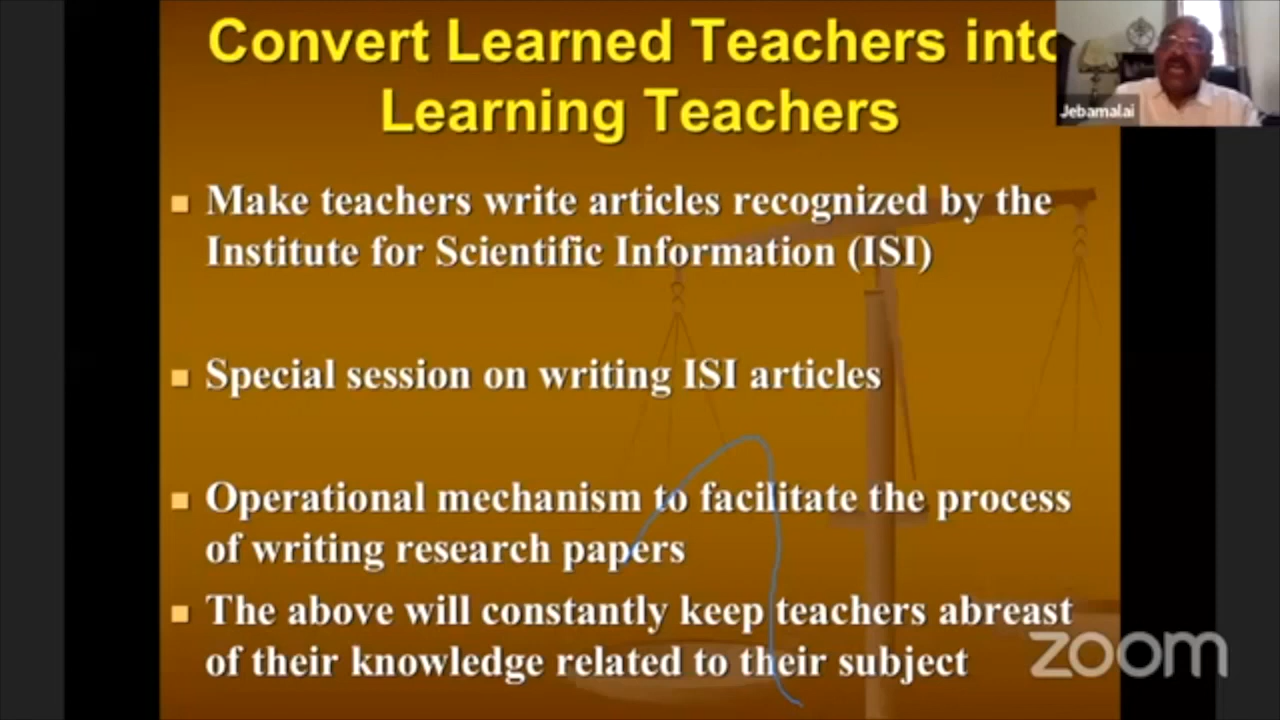 Convert Learned Teachers into
Learning Teachers
Jebamalai
Make teachers write articles recognized by the
Institute for Scientific Information (ISI)
Special session on writing ISI articles
Operational mechanism to facilitate the process
of writing research papers
The above will constantly keep teachers abreast
of their knowledge related to their subject
zoom